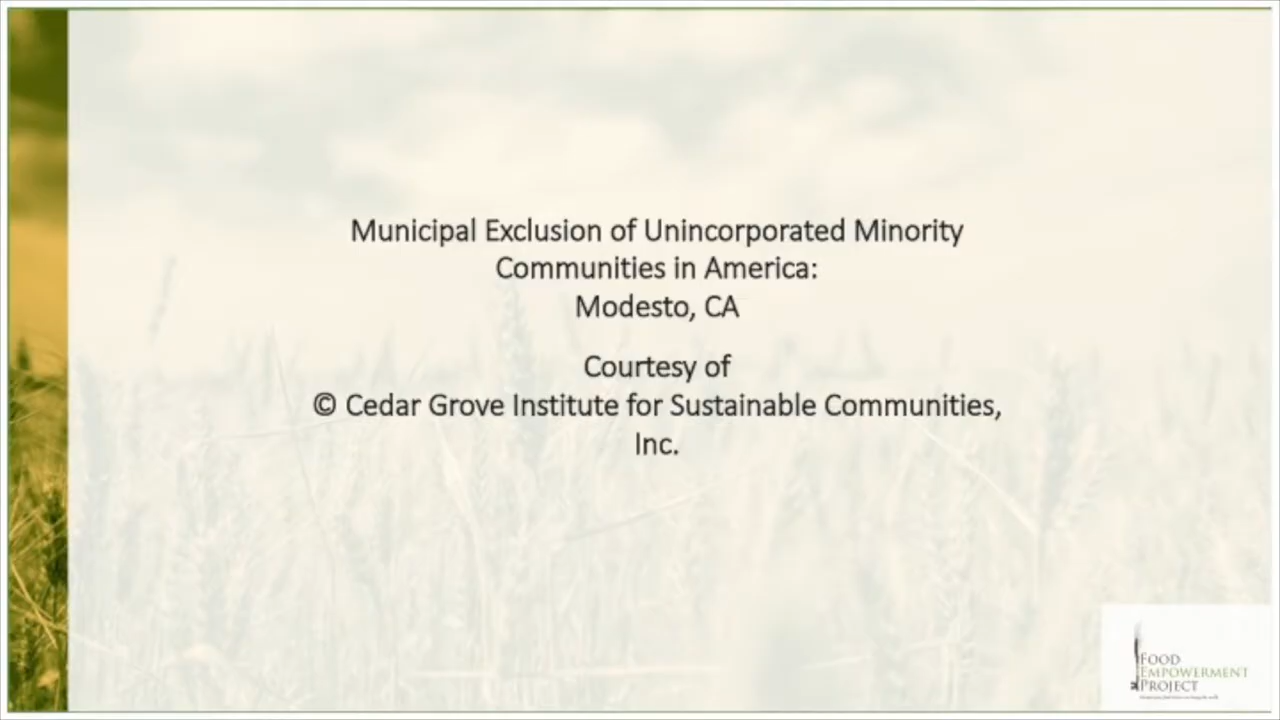 Municipal Exclusion of Unincorporated Minority
Communities in America:
Modesto, CA
Courtesy of
© Cedar Grove Institute for Sustainable Communities,
Inc.
FOOD
EMPOWERMENT
PROJECT